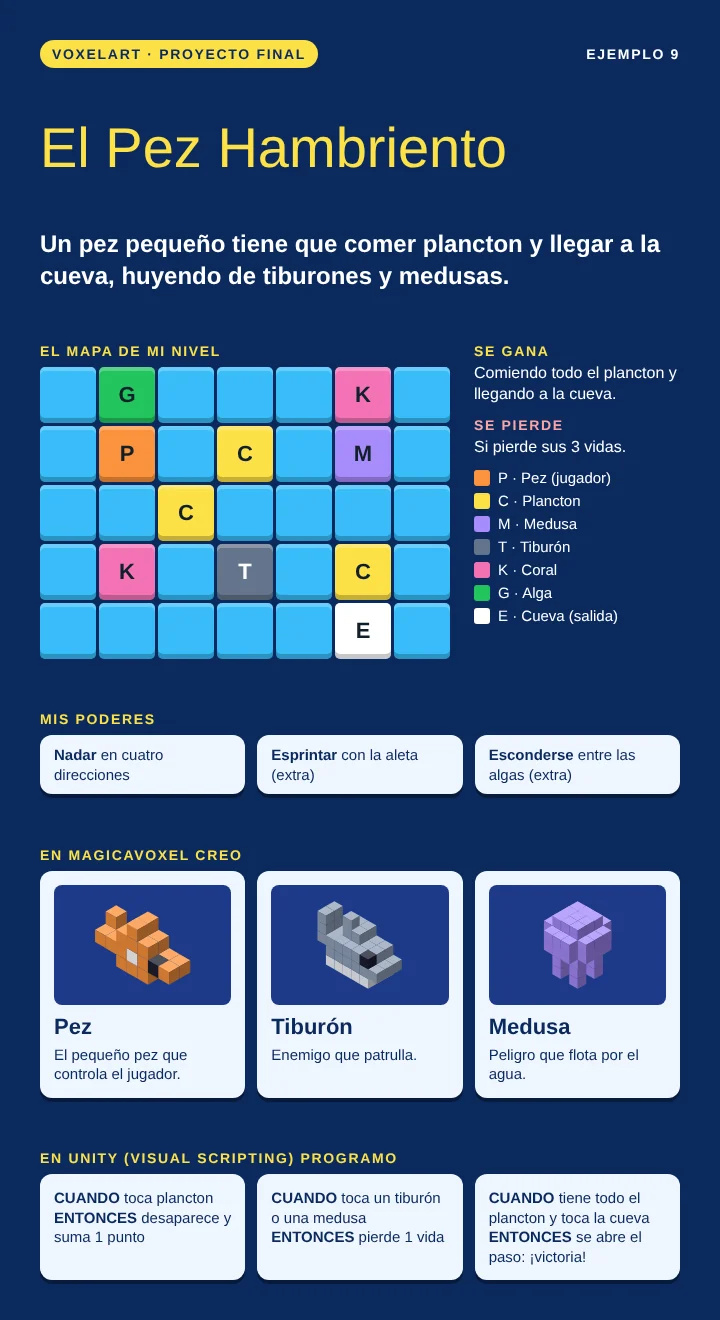 VOXELART · PROYECTO FINAL
EJEMPLO 9
El Pez Hambriento
Un pez pequeño tiene que comer plancton y llegar a la
cueva, huyendo de tiburones y medusas.
EL MAPA DE MI NIVEL
G
K
P
C
M
C
K
T
C
E
SE GANA
Comiendo todo el plancton y
llegando a la cueva.
SE PIERDE
Si pierde sus 3 vidas.
P · Pez (jugador)
C · Plancton
M · Medusa
T · Tiburón
K · Coral
G · Alga
E · Cueva (salida)
MIS PODERES
Nadar en cuatro
direcciones
Esprintar con la aleta
(extra)
Esconderse entre las
algas (extra)
EN MAGICAVOXEL CREO
Pez
El pequeño pez que
controla el jugador.
Tiburón
Enemigo que patrulla.
Medusa
Peligro que flota por el
agua.
EN UNITY (VISUAL SCRIPTING) PROGRAMO
CUANDO toca plancton
ENTONCES desaparece y
suma 1 punto
CUANDO toca un tiburón
o una medusa
ENTONCES pierde 1 vida
CUANDO tiene todo el
plancton y toca la cueva
ENTONCES se abre el
paso: ¡victoria!